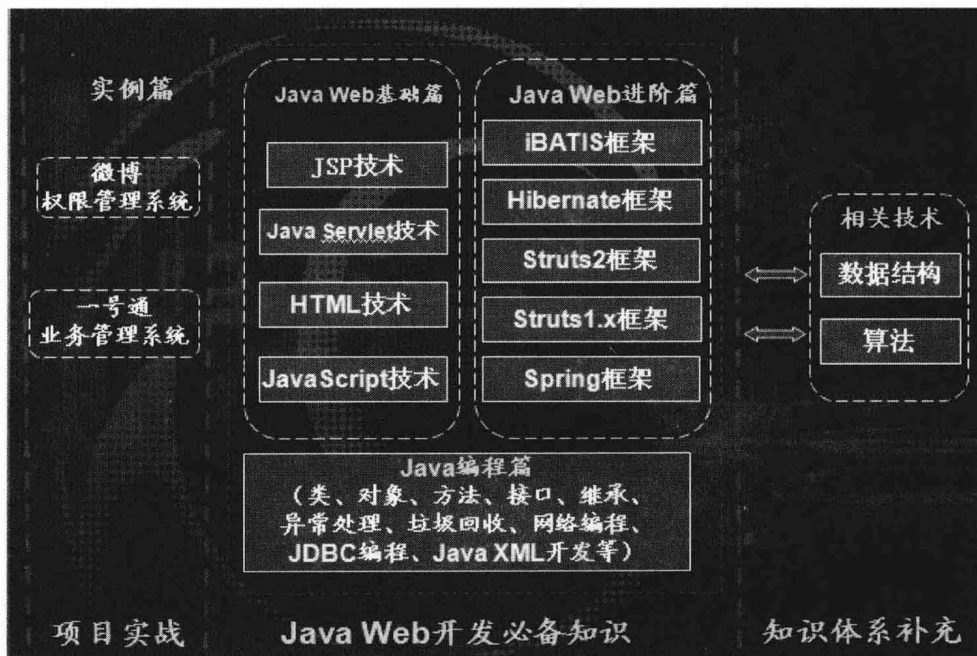 实例篇
微博
权限管理系统
一号通
业务管理系统
项目实战
Java Web基础篇
JSP技术
Java Servlet技术
HTML技术
JavaScript技术
Java Web进阶篇
iBATIS框架
Hibernate框架
Struts2框架
Struts1.x框架
Spring框架
Java编程篇
（类、对象、方法、接口、继承、
异常处理、垃圾回收、网络编程、
JDBC编程、Java XML开发等）
Java Web开发必备知识
相关技术
数据结构
算法
知识体系补充